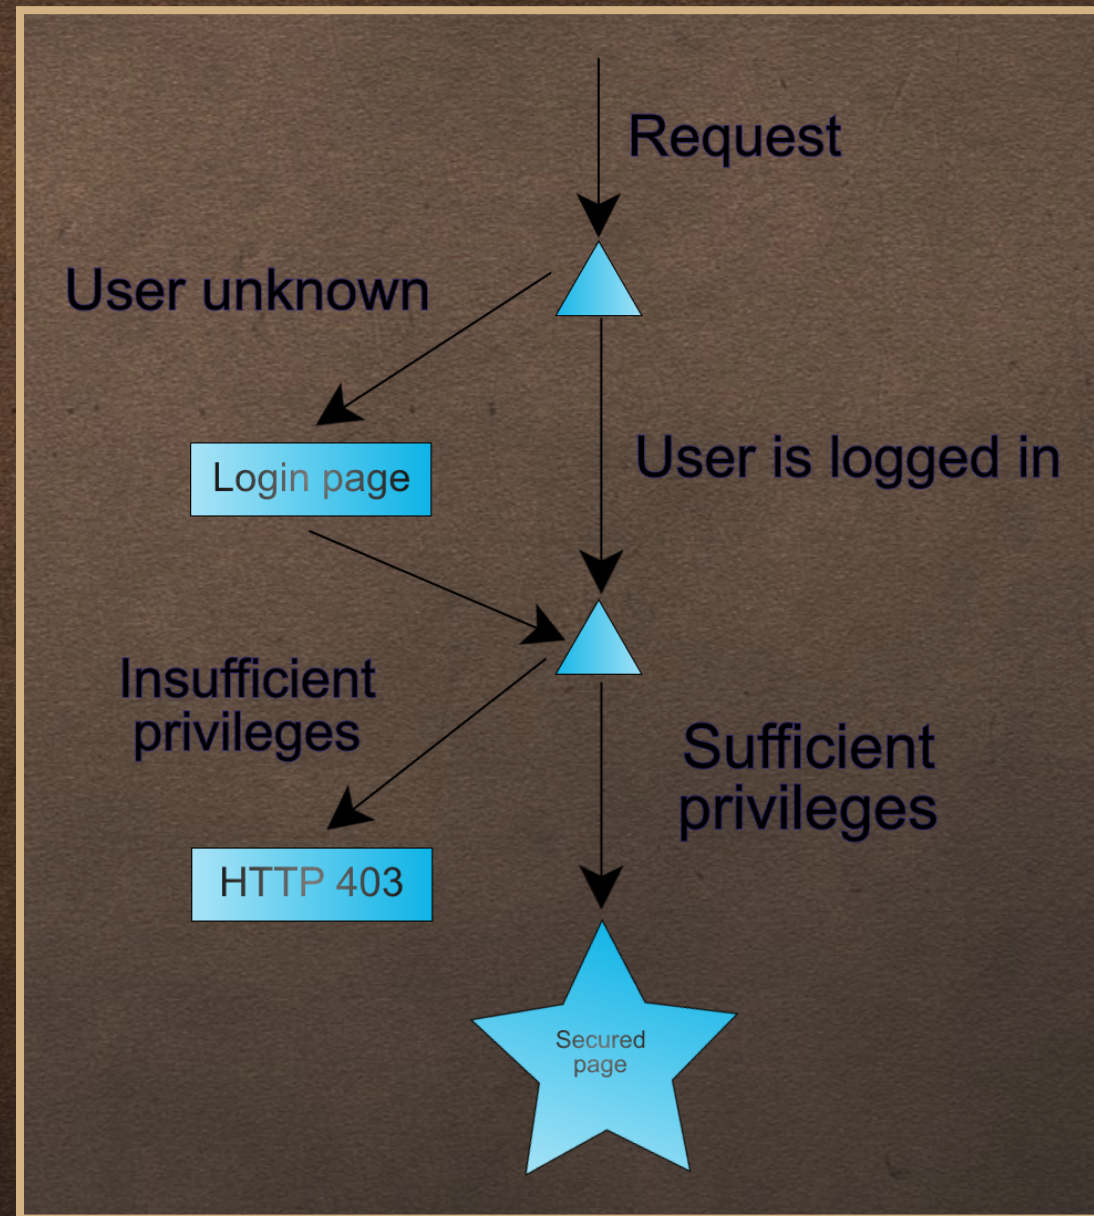 Request
User unknown
User is logged in
Login page
Insufficient
privileges
Sufficient
privileges
HTTP 403
Secured
page